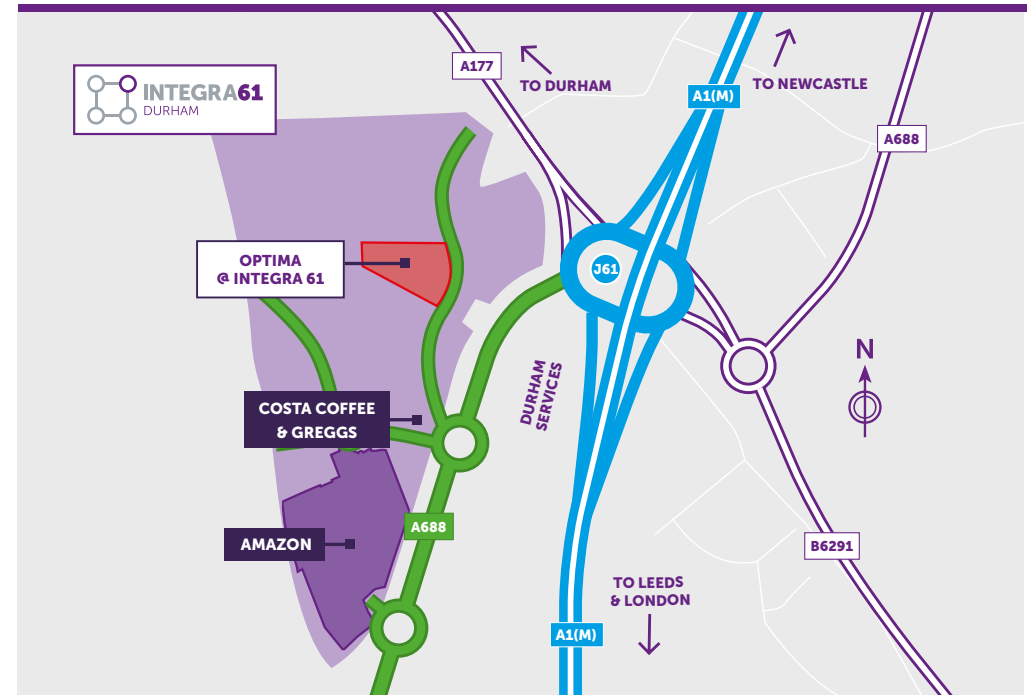 A177
TO DURHAM
TO NEWCASTLE
INTEGRA61
DURHAM
A1(M)
A688
OPTIMA
@ INTEGRA 61
J61
N
DURHAM
SERVICES
COSTA COFFEE
& GREGGS
A688
AMAZON
B6291
TO LEEDS
& LONDON
A1(M)